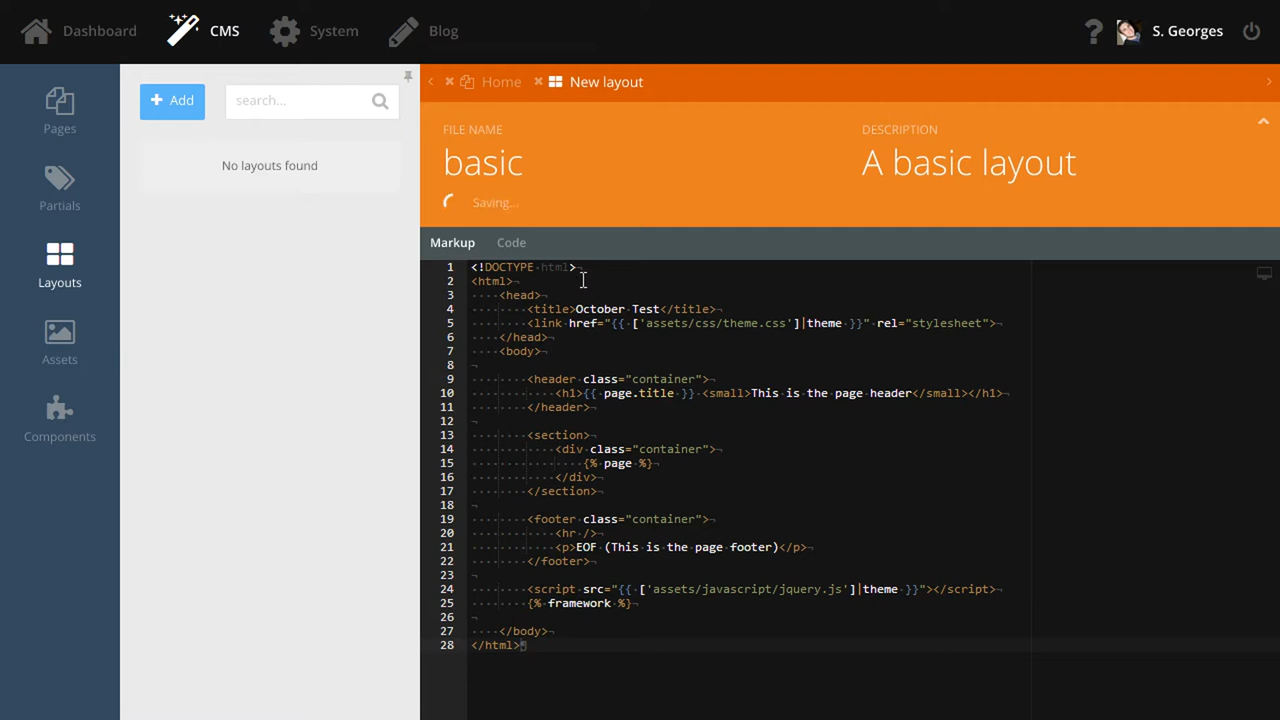 Dashboard CMS System Blog ? S. Georges
Pages
Partials
Layouts
Assets
Components
+ Add search...
No layouts found
Home New layout
FILE NAME DESCRIPTION
basic A basic layout
Saving...
Markup Code
1 <!DOCTYPE html>
2 <html>
3 <head>
4 <title>October Test</title>
5 <link href="{{ ['assets/css/theme.css']|theme }}" rel="stylesheet">
6 </head>
7 <body>
8
9 <header class="container">
10 <h1>{{ page.title }} <small>This is the page header</small></h1>
11 </header>
12
13 <section>
14 <div class="container">
15 {% page %}
16 </div>
17 </section>
18
19 <footer class="container">
20 <hr />
21 <p>EOF (This is the page footer)</p>
22 </footer>
23
24 <script src="{{ ['assets/javascript/jquery.js']|theme }}"></script>
25 {% framework %}
26
27 </body>
28 </html>